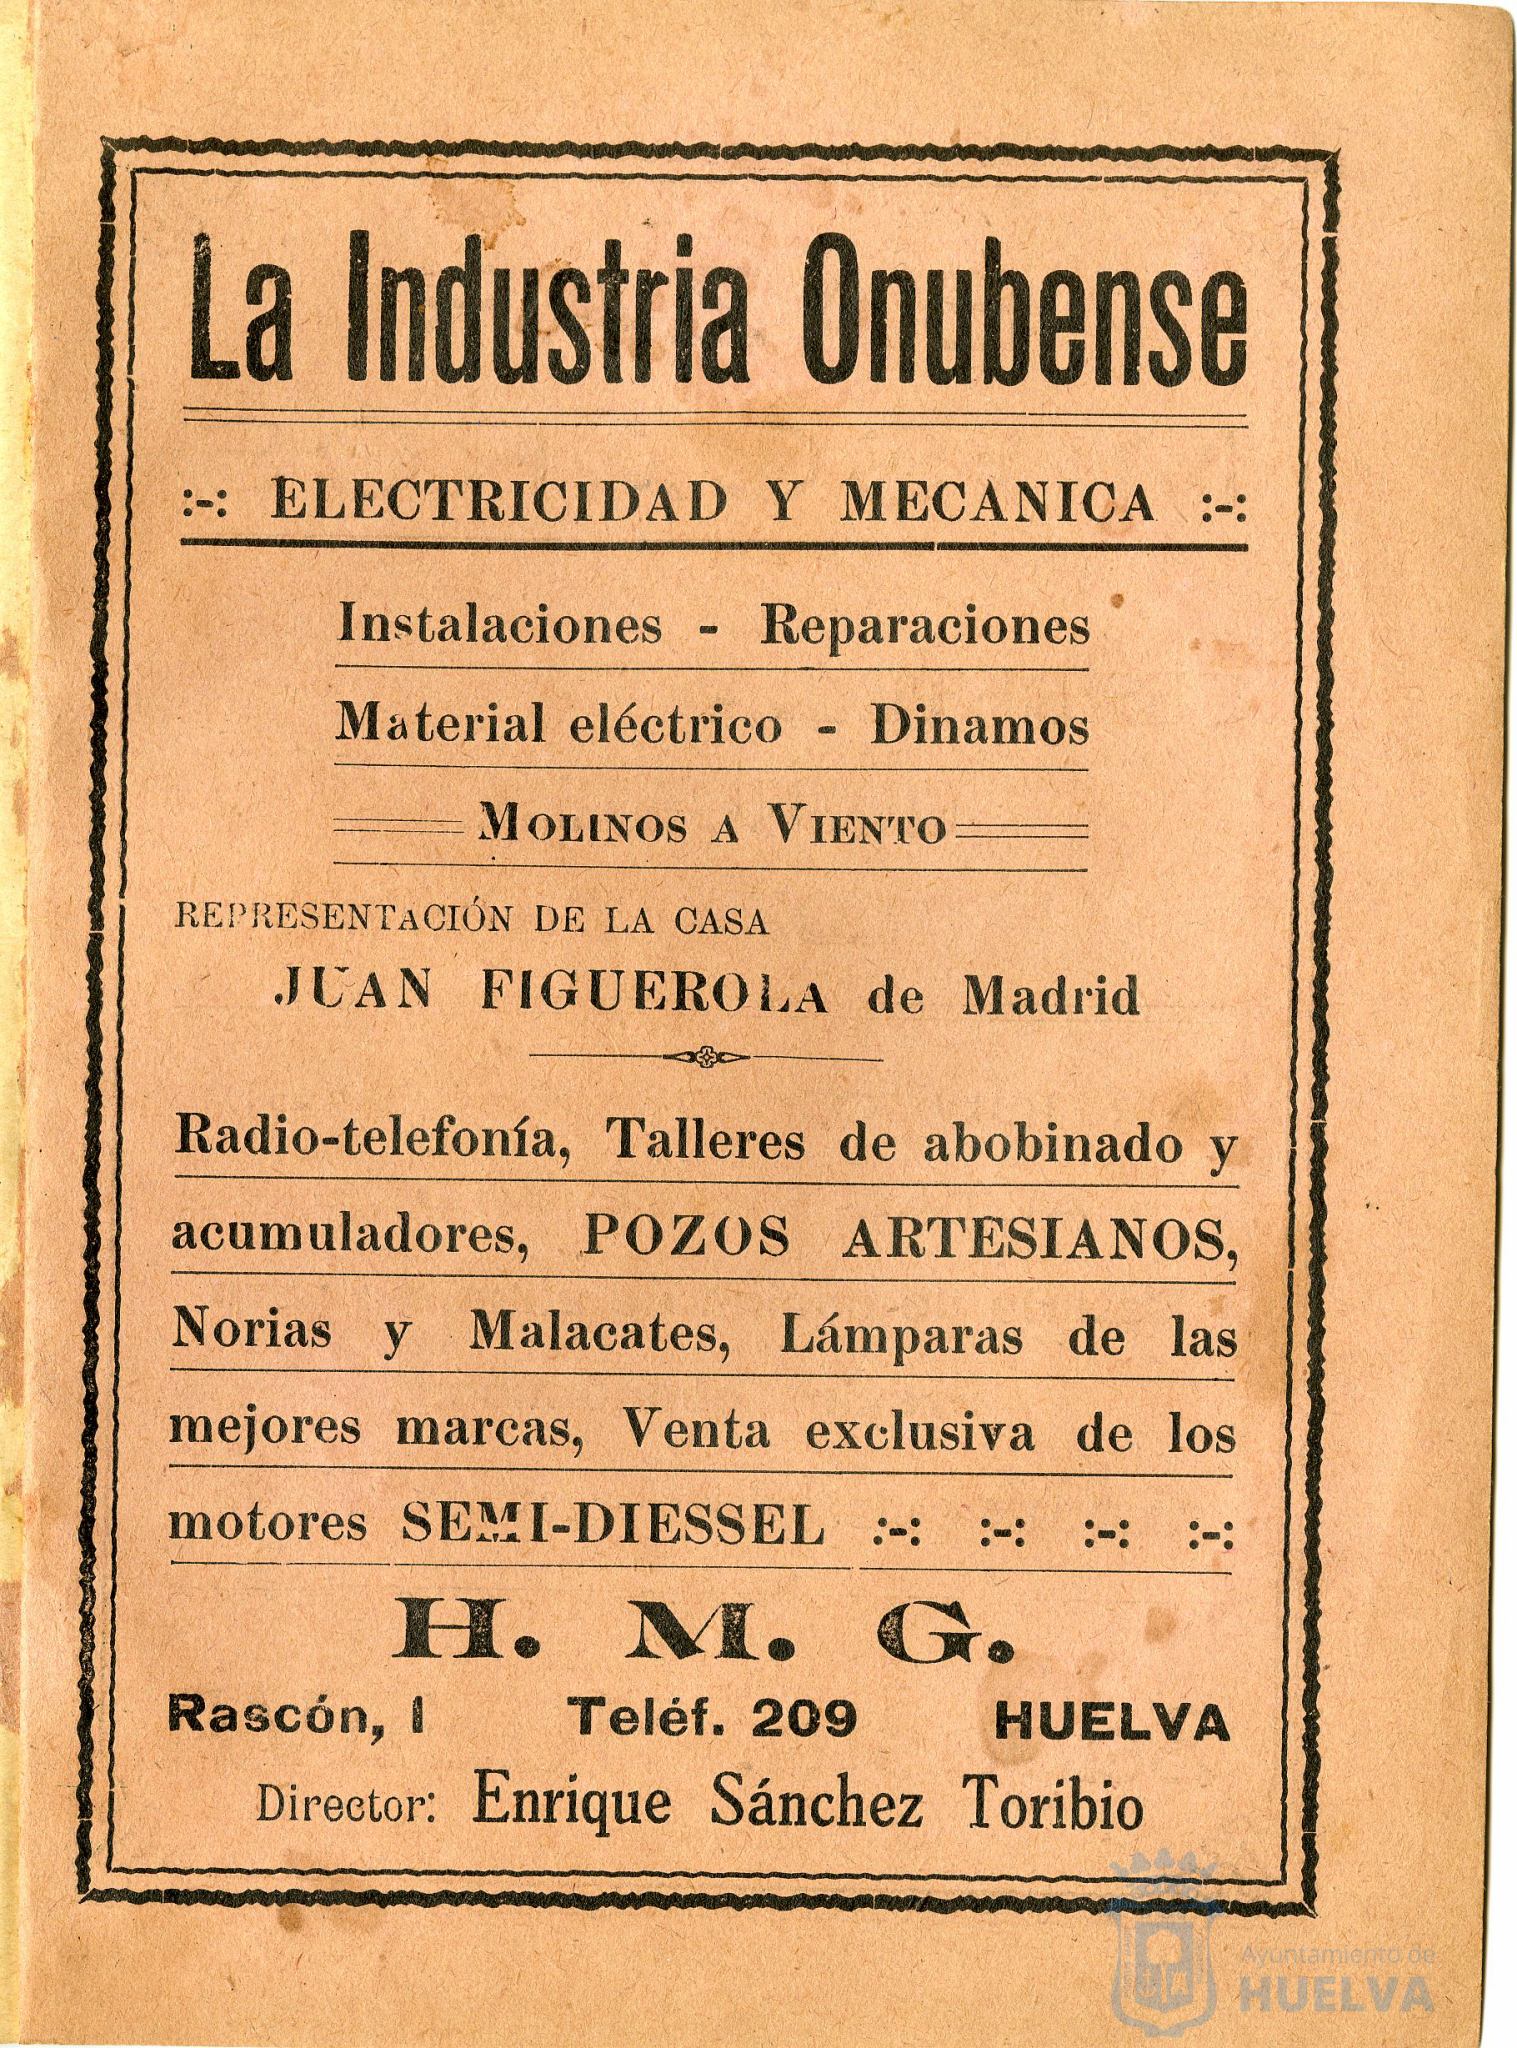 La Industria Onubense
:-: ELECTRICIDAD Y MECANICA :-:
Instalaciones - Reparaciones
Material eléctrico - Dinamos
MOLINOS A VIENTO
REPRESENTACIÓN DE LA CASA
JUAN FIGUEROLA de Madrid
Radio-telefonía, Talleres de abobinado y
acumuladores, POZOS ARTESIANOS,
Norias y Malacates, Lámparas de las
mejores marcas, Venta exclusiva de los
motores SEMI-DIESSEL :-: :-: :-: :-:
H. M. G.
Rascón, 1 Teléf. 209 HUELVA
Director: Enrique Sánchez Toribio
Ayuntamiento de
HUELVA